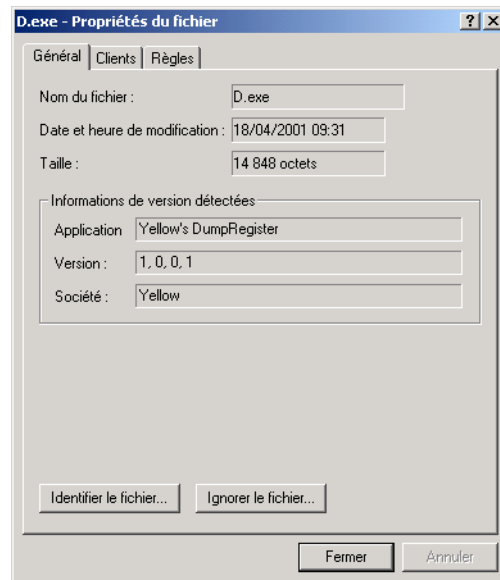 D.exe - Propriétés du fichier
Général Clients Règles
Nom du fichier : D.exe
Date et heure de modification : 18/04/2001 09:31
Taille : 14 848 octets
Informations de version détectées
Application Yellow's DumpRegister
Version : 1, 0, 0, 1
Société : Yellow
Identifier le fichier... Ignorer le fichier...
Fermer Annuler